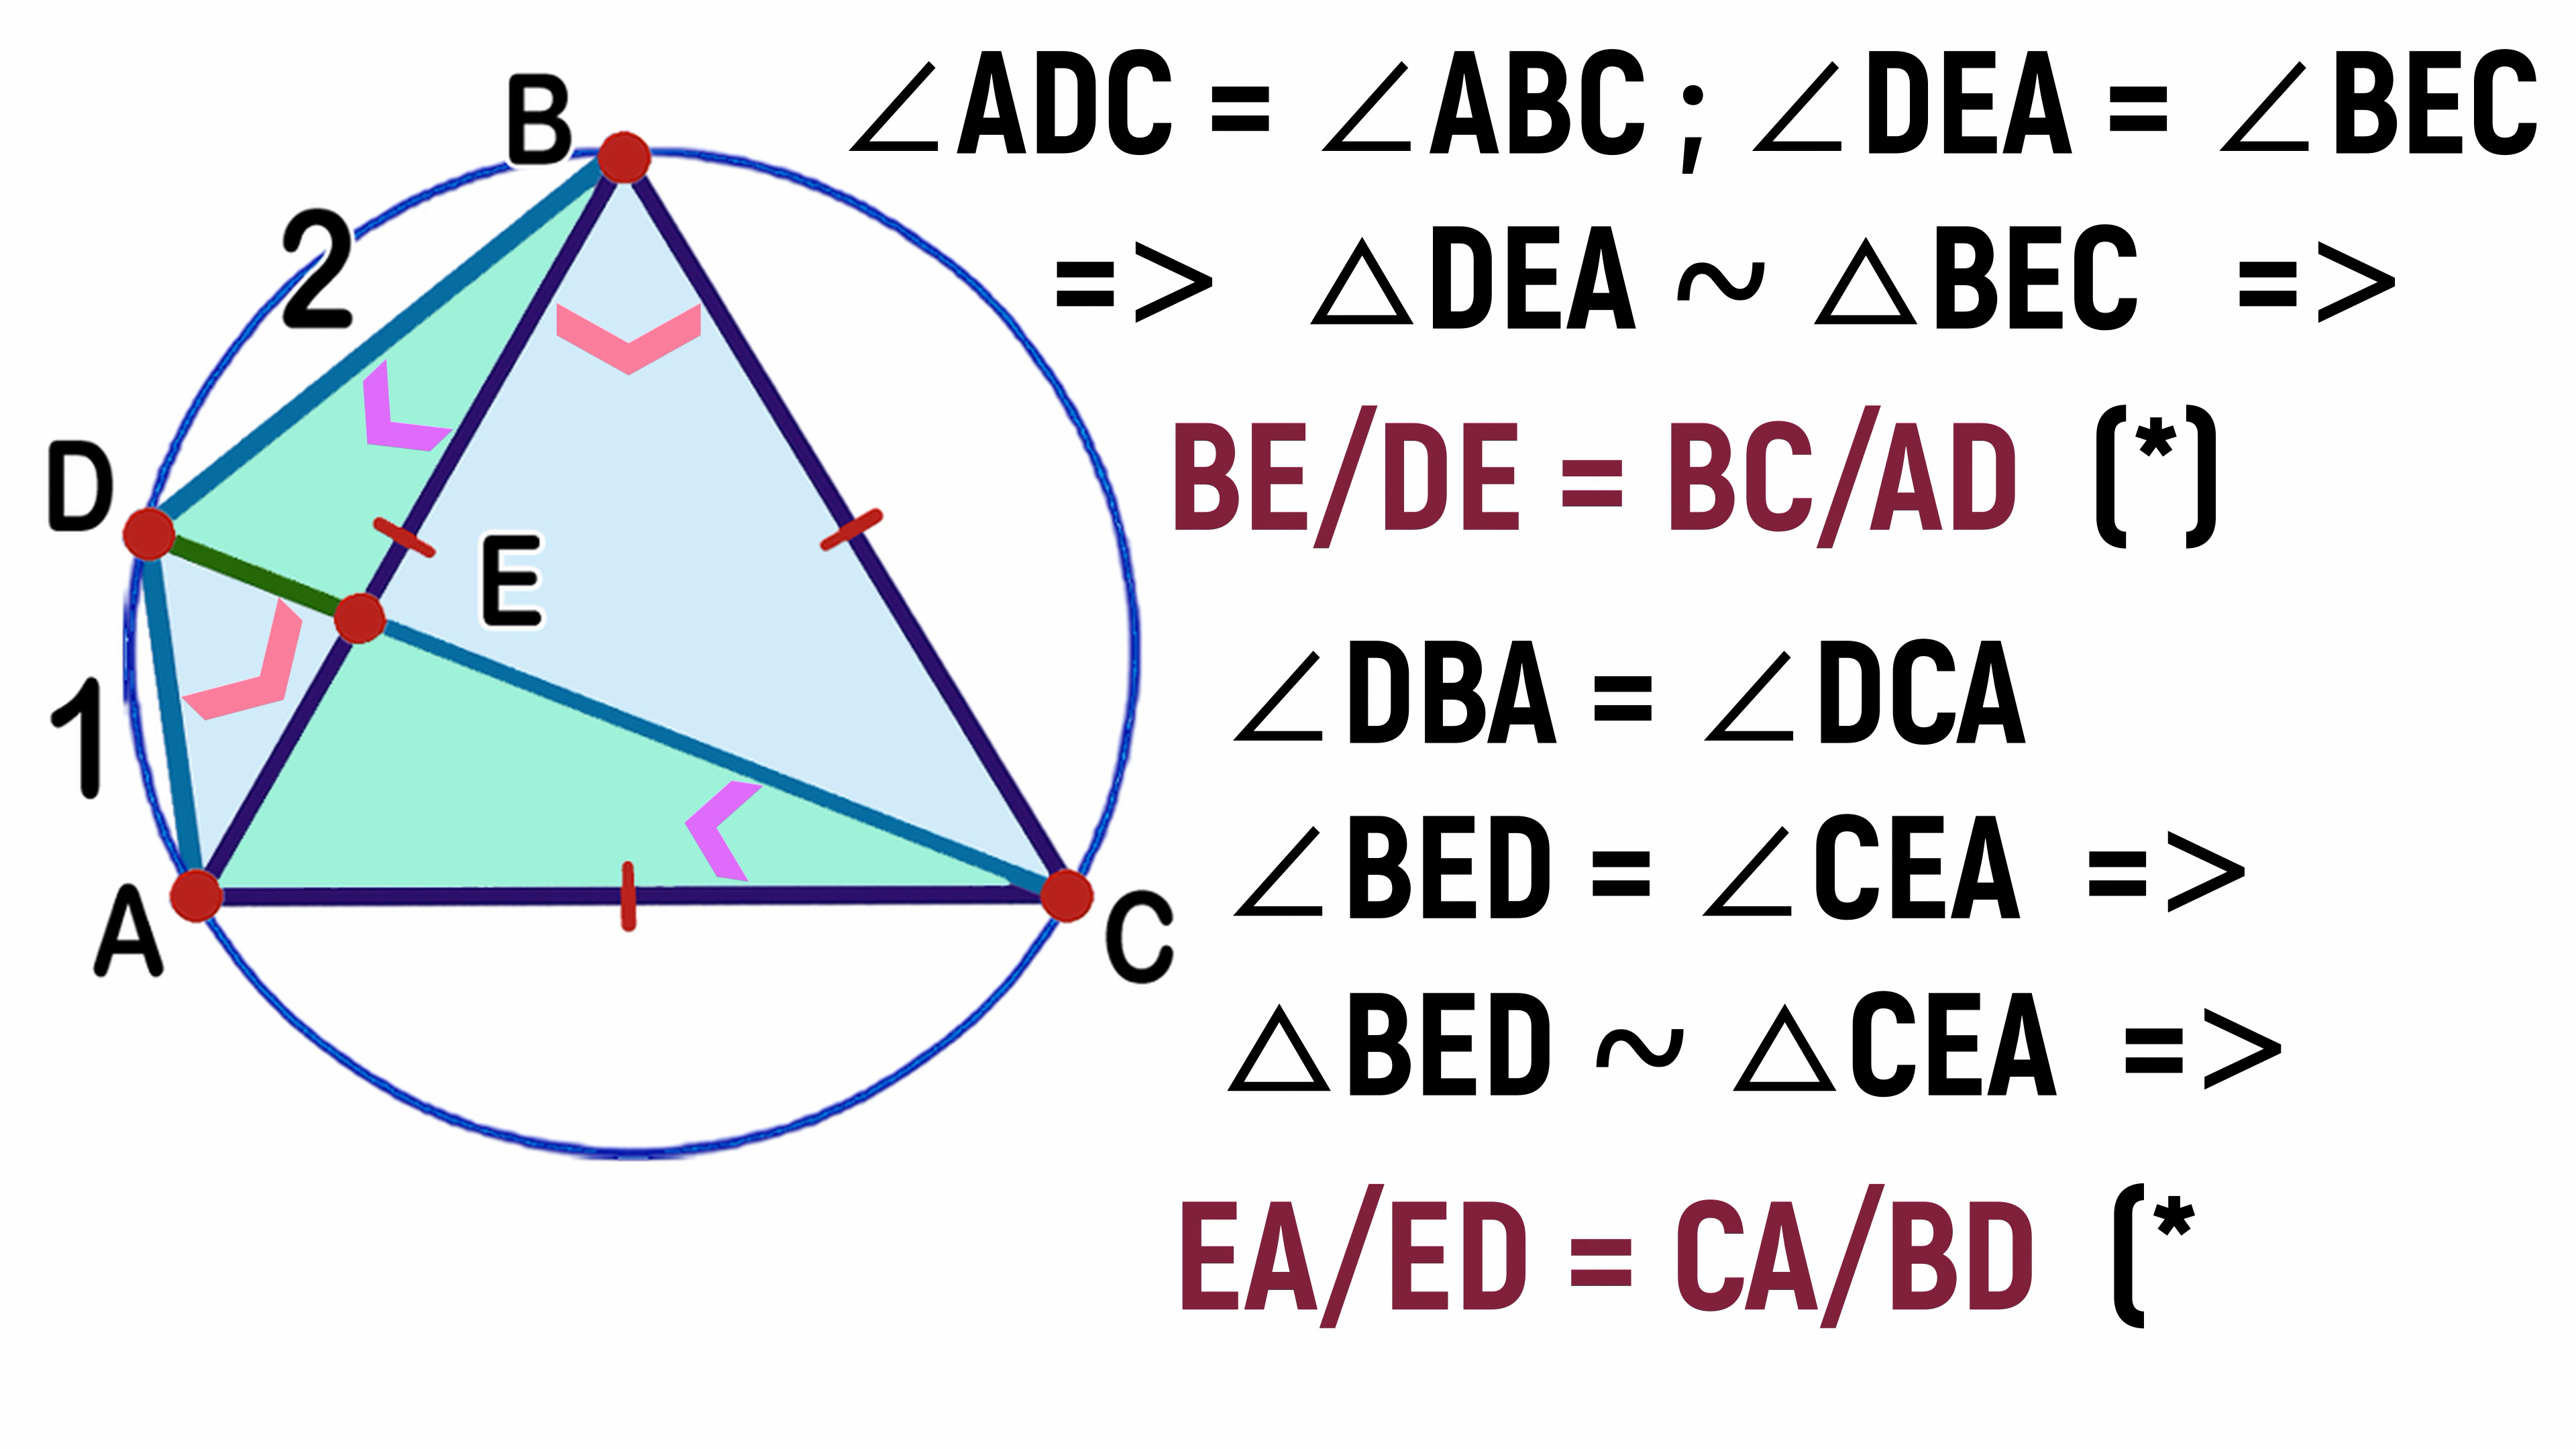 ∠ADC = ∠ABC ; ∠DEA = ∠BEC
=> △DEA ~ △BEC =>
BE/DE = BC/AD (*)
∠DBA = ∠DCA
∠BED = ∠CEA =>
△BED ~ △CEA =>
EA/ED = CA/BD (*
B
2
D
E
1
A
C